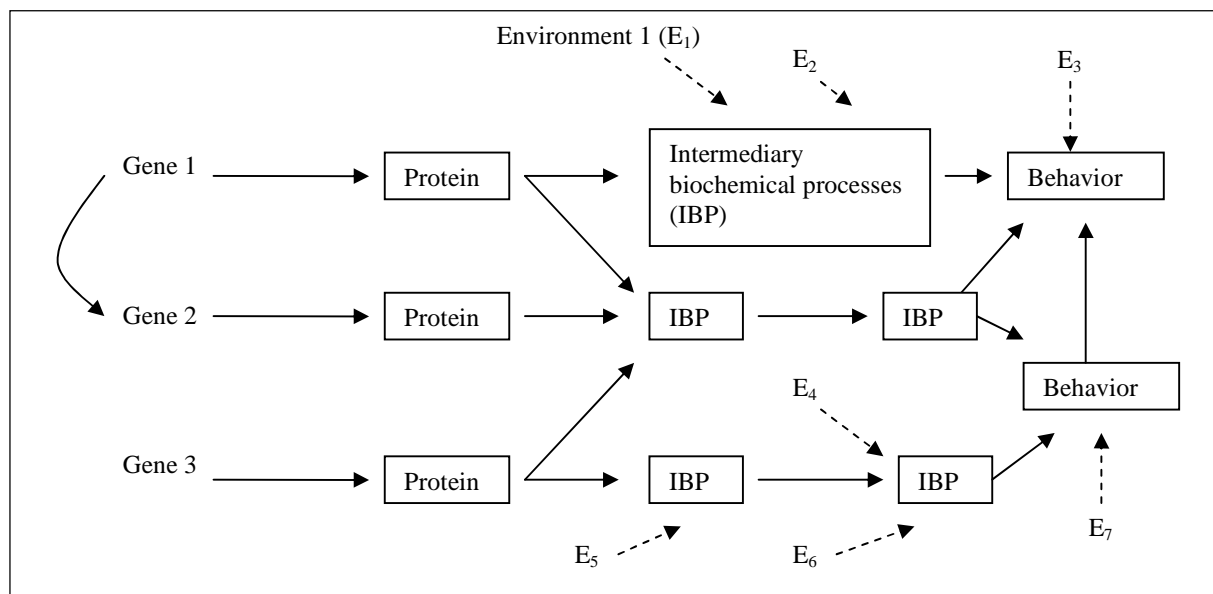 Environment 1 (E₁)
E₂
E₃
Gene 1
Protein
Intermediary
biochemical processes
(IBP)
Behavior
Gene 2
Protein
IBP
IBP
Behavior
E₄
Gene 3
Protein
IBP
IBP
E₅
E₆
E₇